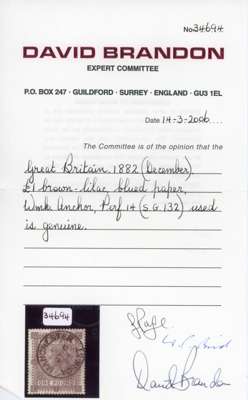 No 34694
DAVID BRANDON
EXPERT COMMITTEE
P.O. BOX 247 · GUILDFORD · SURREY · ENGLAND · GU3 1EL
Date 14-3-2006
The Committee is of the opinion that the
Great Britain 1882 (December)
£1 brown-lilac, blued paper,
Wmk Anchor, Perf 14 (S.G. 132) used
is genuine.
34694
ONE POUND
David Brandon